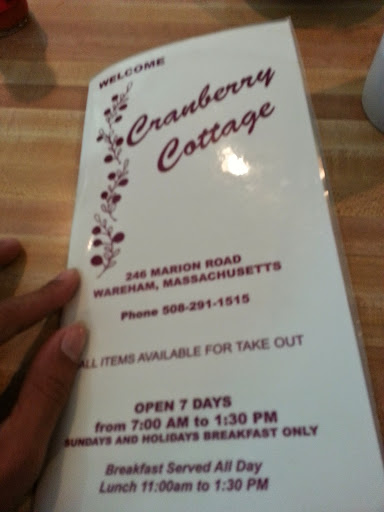 WELCOME
Cranberry
Cottage
246 MARION ROAD
WAREHAM, MASSACHUSETTS
Phone 508-291-1515
ALL ITEMS AVAILABLE FOR TAKE OUT
OPEN 7 DAYS
from 7:00 AM to 1:30 PM
SUNDAYS AND HOLIDAYS BREAKFAST ONLY
Breakfast Served All Day
Lunch 11:00am to 1:30 PM